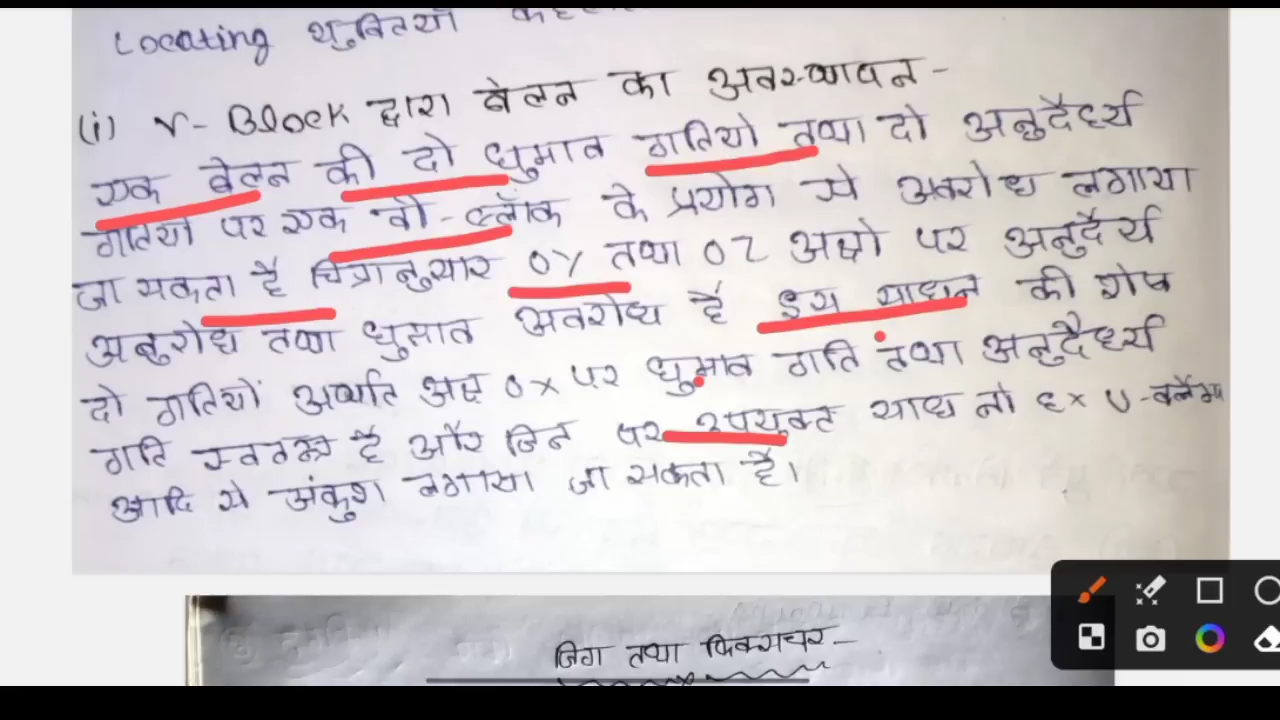 Locating युक्तियाँ
(i) V-Block द्वारा बेलन का अवस्थापन-
एक बेलन की दो घुमाव गतियो तथा दो अनुदैर्ध्य
गतियो पर एक वी-ब्लॉक के प्रयोग से अवरोध लगाया
जा सकता है चित्रानुसार OY तथा OZ अक्षो पर अनुदैर्य
अनुरोध तथा घुमाव अवरोध है इस साधन की शेष
दो गतियों अर्थात अक्ष OX पर घुमाव गति तथा अनुदैर्ध्य
गति स्वतन्त्र है और जिन पर उपयुक्त साधनो
आदि से अंकुश लगाया जा सकता है।
जिग तथा फिक्सचर-